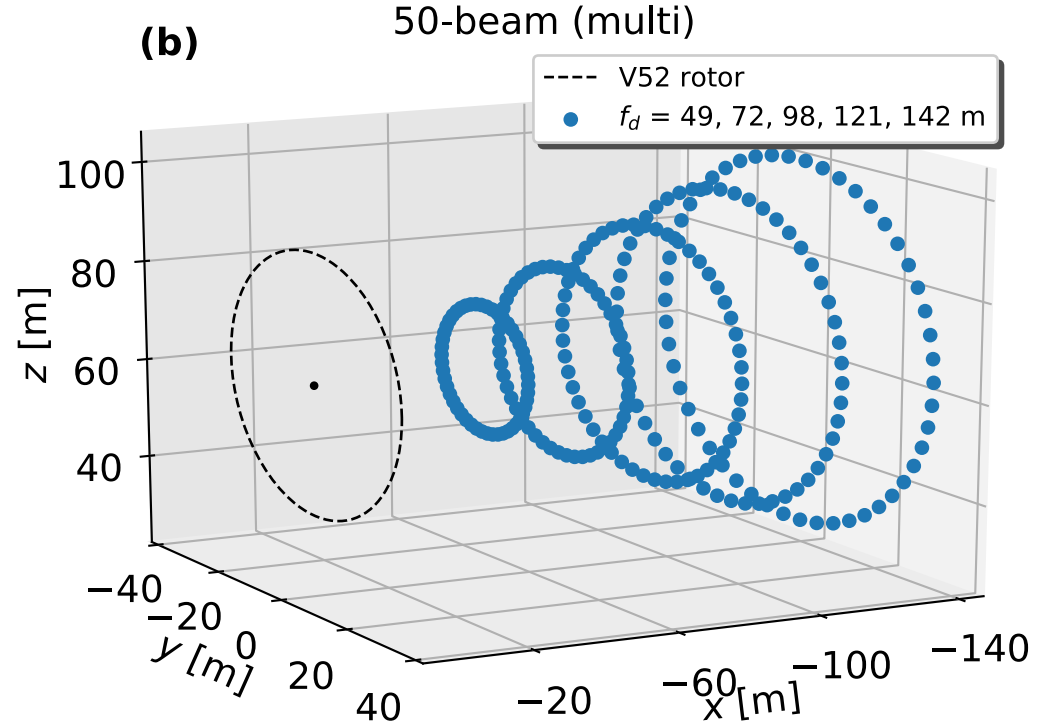 50-beam (multi)
(b)
V52 rotor
f_d = 49, 72, 98, 121, 142 m
100
80
60
40
z [m]
−40
−20
0
20
40
y [m]
−20
−60
−100
−140
x [m]